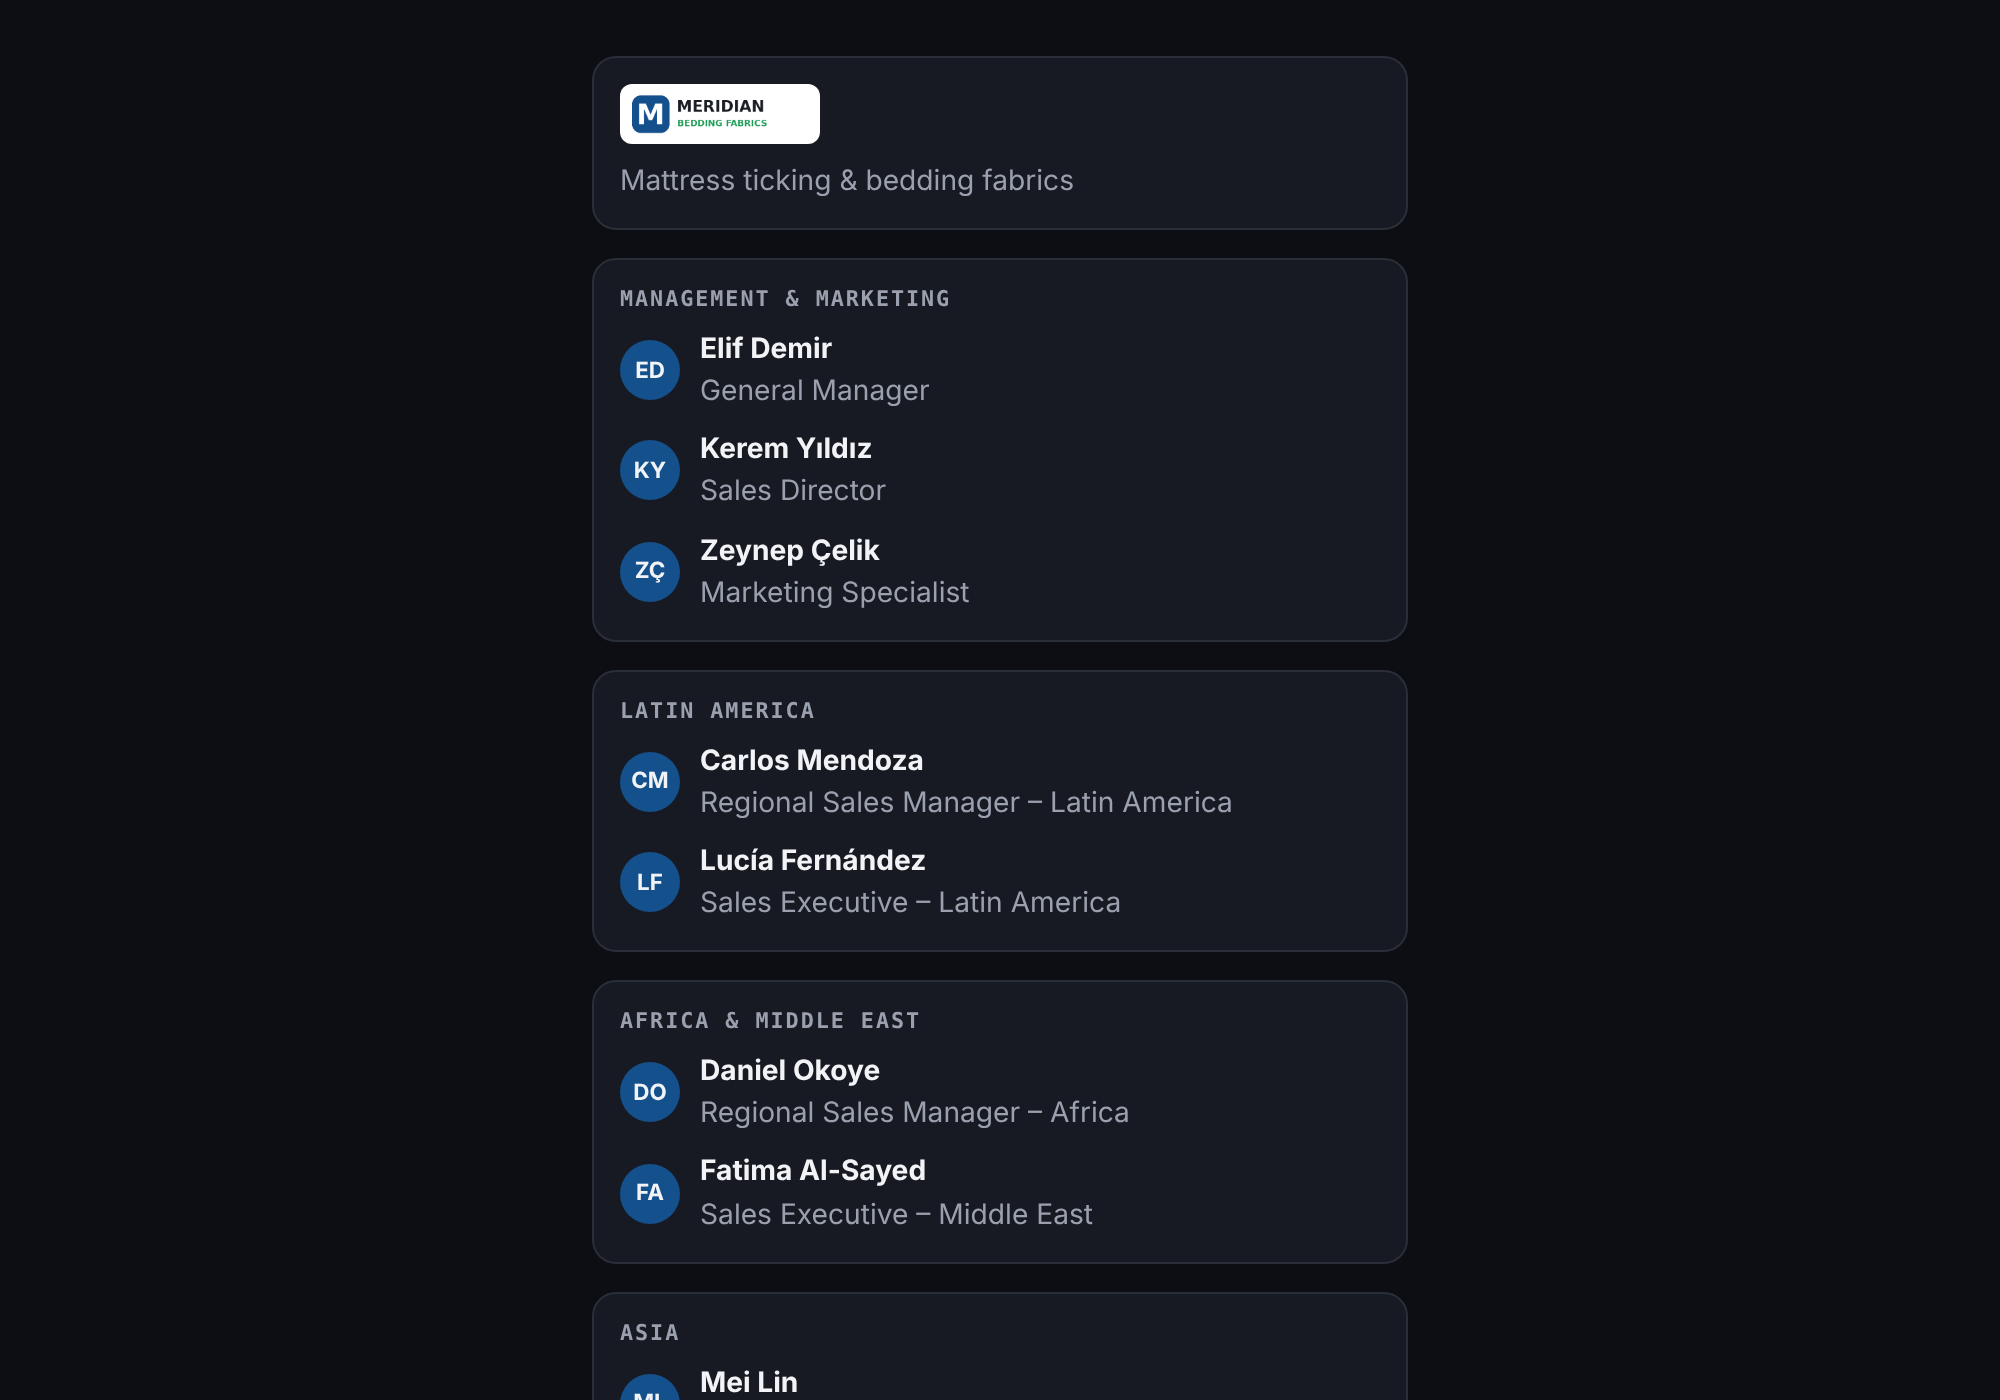 M
MERIDIAN
BEDDING FABRICS
Mattress ticking & bedding fabrics
MANAGEMENT & MARKETING
ED
Elif Demir
General Manager
KY
Kerem Yıldız
Sales Director
ZÇ
Zeynep Çelik
Marketing Specialist
LATIN AMERICA
CM
Carlos Mendoza
Regional Sales Manager – Latin America
LF
Lucía Fernández
Sales Executive – Latin America
AFRICA & MIDDLE EAST
DO
Daniel Okoye
Regional Sales Manager – Africa
FA
Fatima Al-Sayed
Sales Executive – Middle East
ASIA
Mei Lin